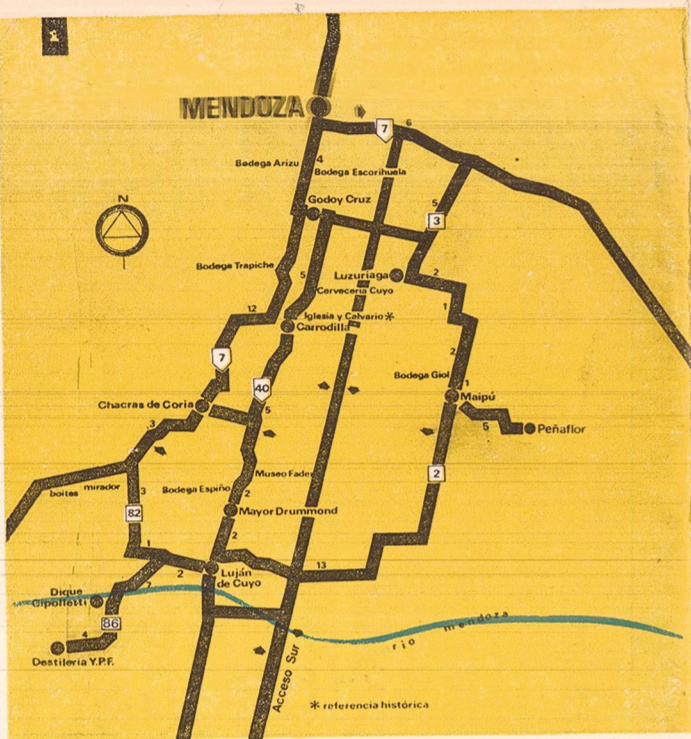 1
MENDOZA
7
6
Bodega Arizu
4
Bodega Escorihuela
N
Godoy Cruz
5
3
Bodega Trapiche
5
Luzuriaga
2
Cervecería Cuyo
12
1
Iglesia y Calvario *
Carrodilla
7
2
Bodega Giol
1
40
Maipú
Chacras de Coria
5
5
Peñaflor
3
boites
mirador
3
Museo Fader
2
Bodega Espiño
2
82
Mayor Drummond
2
1
2
Luján
de Cuyo
13
2
Dique
Cipolletti
86
4
Destilería Y.P.F.
río mendoza
Acceso Sur
* referencia histórica